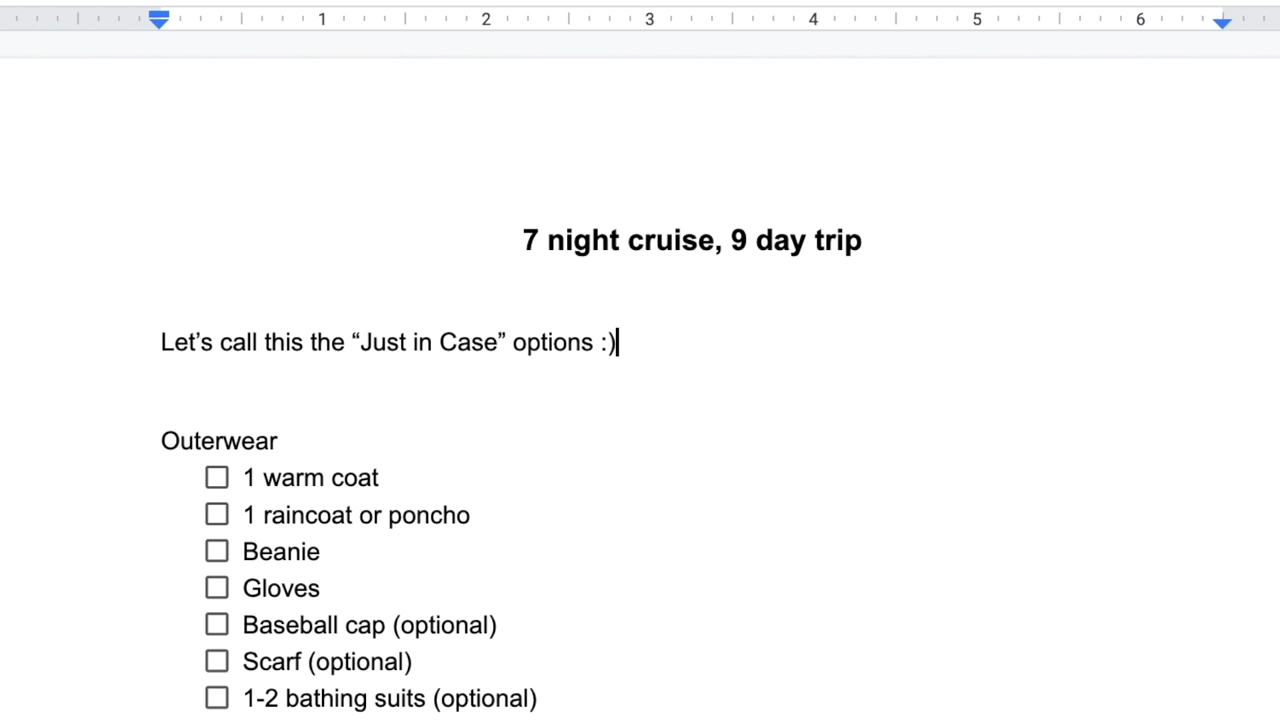 1 2 3 4 5 6
7 night cruise, 9 day trip
Let’s call this the “Just in Case” options :)
Outerwear
1 warm coat
1 raincoat or poncho
Beanie
Gloves
Baseball cap (optional)
Scarf (optional)
1-2 bathing suits (optional)